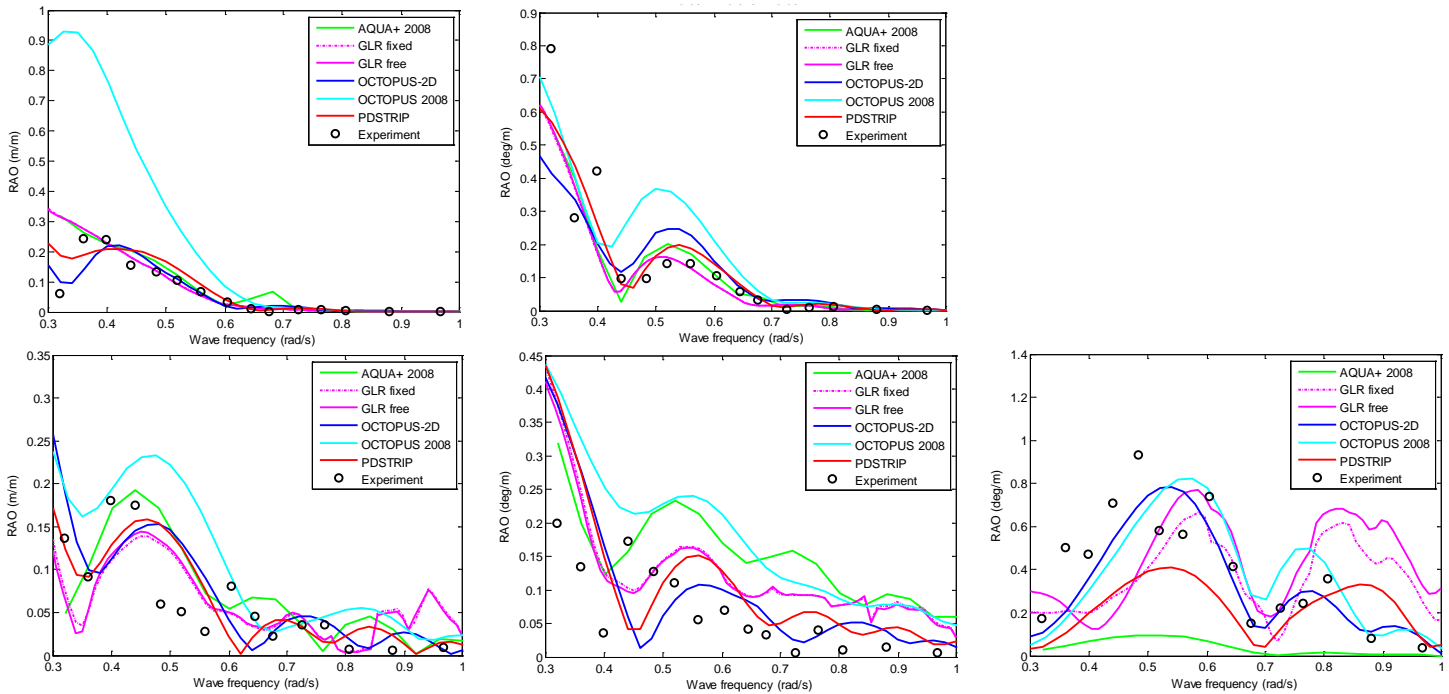 1
0.9
0.8
0.7
0.6
0.5
0.4
0.3
0.2
0.1
0
0.3 0.4 0.5 0.6 0.7 0.8 0.9 1
RAO (m/m)
Wave frequency (rad/s)
AQUA+ 2008
GLR fixed
GLR free
OCTOPUS-2D
OCTOPUS 2008
PDSTRIP
Experiment
0.9
0.8
0.7
0.6
0.5
0.4
0.3
0.2
0.1
0
0.3 0.4 0.5 0.6 0.7 0.8 0.9 1
RAO (deg/m)
Wave frequency (rad/s)
AQUA+ 2008
GLR fixed
GLR free
OCTOPUS-2D
OCTOPUS 2008
PDSTRIP
Experiment
0.35
0.3
0.25
0.2
0.15
0.1
0.05
0
0.3 0.4 0.5 0.6 0.7 0.8 0.9 1
RAO (m/m)
Wave frequency (rad/s)
AQUA+ 2008
GLR fixed
GLR free
OCTOPUS-2D
OCTOPUS 2008
PDSTRIP
Experiment
0.45
0.4
0.35
0.3
0.25
0.2
0.15
0.1
0.05
0
0.3 0.4 0.5 0.6 0.7 0.8 0.9 1
RAO (deg/m)
Wave frequency (rad/s)
AQUA+ 2008
GLR fixed
GLR free
OCTOPUS-2D
OCTOPUS 2008
PDSTRIP
Experiment
1.4
1.2
1
0.8
0.6
0.4
0.2
0
0.3 0.4 0.5 0.6 0.7 0.8 0.9 1
RAO (deg/m)
Wave frequency (rad/s)
AQUA+ 2008
GLR fixed
GLR free
OCTOPUS-2D
OCTOPUS 2008
PDSTRIP
Experiment